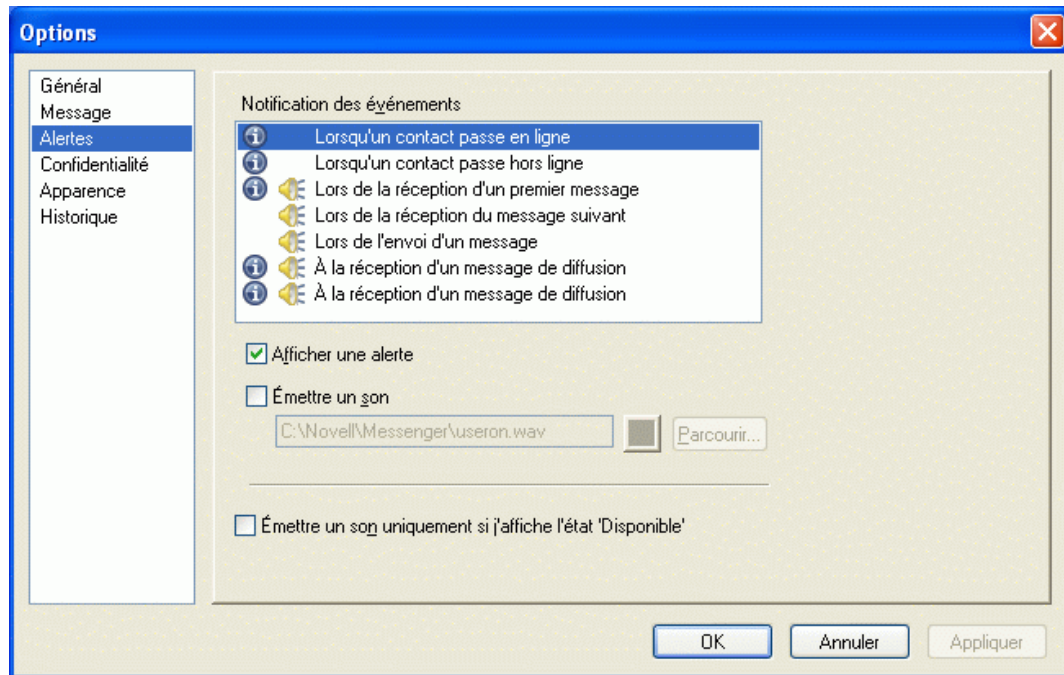 Options
Général
Message
Alertes
Confidentialité
Apparence
Historique
Notification des événements
Lorsqu'un contact passe en ligne
Lorsqu'un contact passe hors ligne
Lors de la réception d'un premier message
Lors de la réception du message suivant
Lors de l'envoi d'un message
À la réception d'un message de diffusion
À la réception d'un message de diffusion
Afficher une alerte
Émettre un son
C:\Novell\Messenger\useron.wav
Parcourir...
Émettre un son uniquement si j'affiche l'état 'Disponible'
OK
Annuler
Appliquer